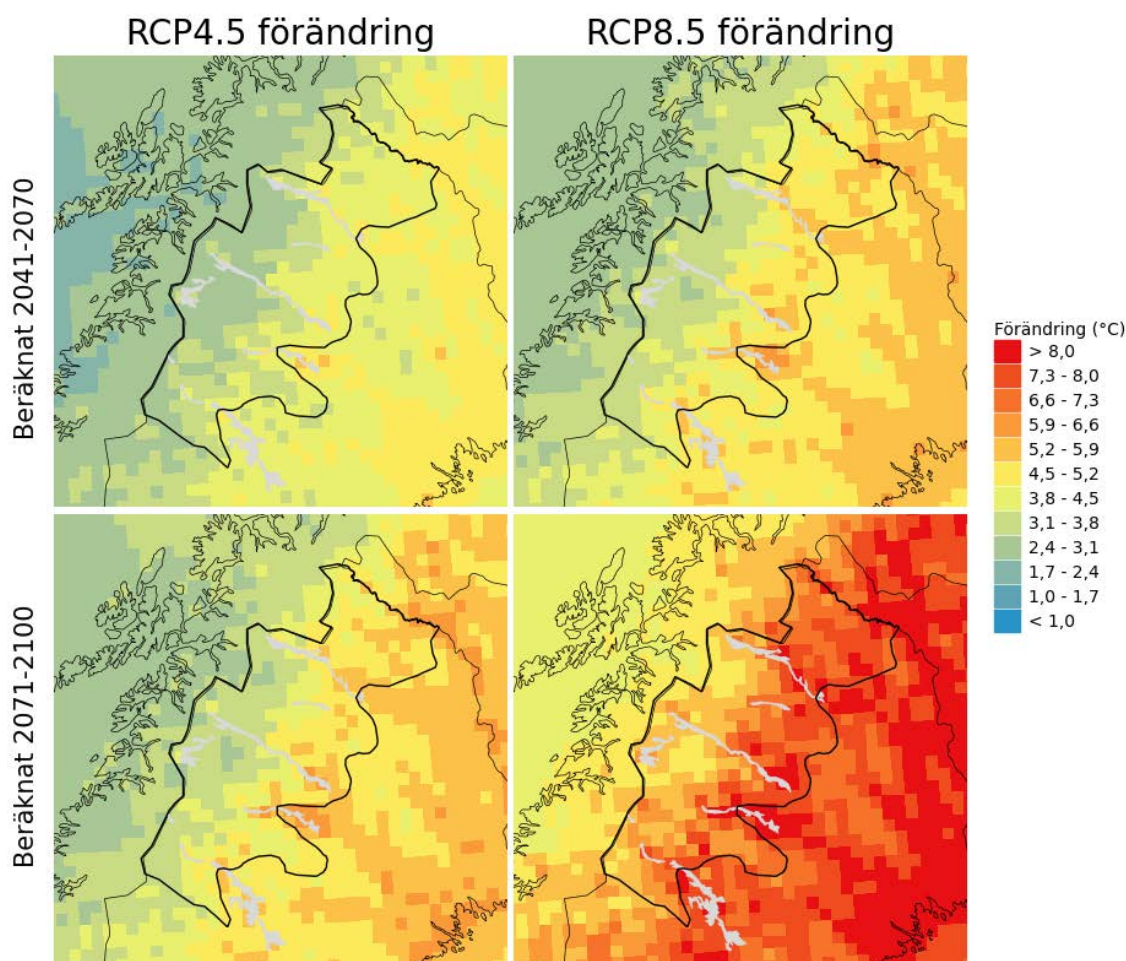 RCP4.5 förändring
RCP8.5 förändring
Beräknat 2041-2070
Beräknat 2071-2100
Förändring (°C)
> 8,0
7,3 - 8,0
6,6 - 7,3
5,9 - 6,6
5,2 - 5,9
4,5 - 5,2
3,8 - 4,5
3,1 - 3,8
2,4 - 3,1
1,7 - 2,4
1,0 - 1,7
< 1,0